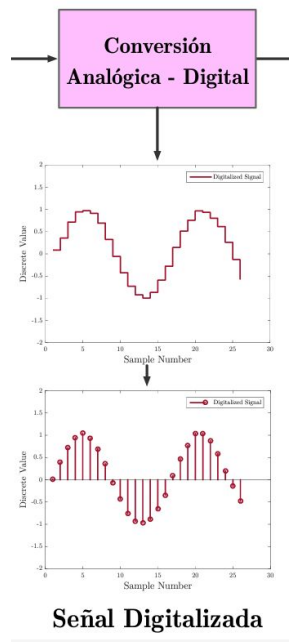 Conversión
Analógica - Digital
Digitalized Signal
Discrete Value
2
1.5
1
0.5
0
-0.5
-1
-1.5
-2
0 5 10 15 20 25 30
Sample Number
Digitalized Signal
Discrete Value
2
1.5
1
0.5
0
-0.5
-1
-1.5
-2
0 5 10 15 20 25 30
Sample Number
Señal Digitalizada